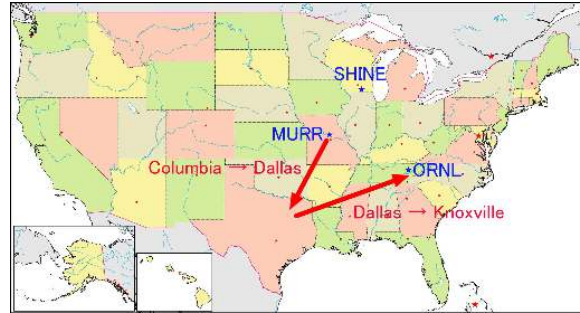 SHINE
MURR
ORNL
Columbia → Dallas
Dallas → Knoxville